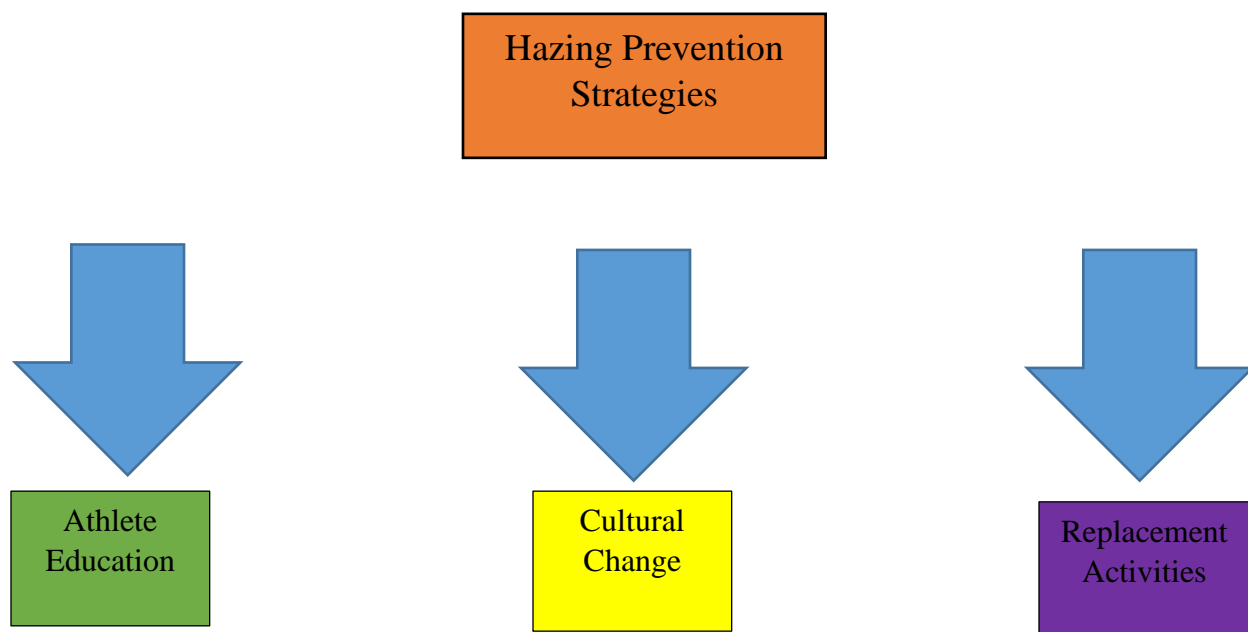 Hazing Prevention
Strategies
Athlete
Education
Cultural
Change
Replacement
Activities